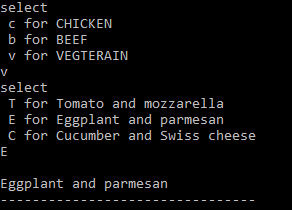 select
c for CHICKEN
b for BEEF
v for VEGTERAIN
v
select
T for Tomato and mozzarella
E for Eggplant and parmesan
C for Cucumber and Swiss cheese
E
Eggplant and parmesan
--------------------------------